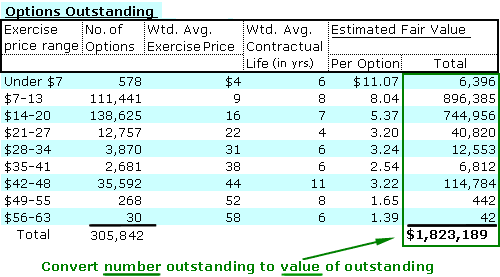 Options Outstanding
Exercise No. of Wtd. Avg. Wtd. Avg. Estimated Fair Value
price range Options Exercise Price Contractual
Life (in yrs.) Per Option Total
Under $7 578 $4 6 $11.07 6,396
$7-13 111,441 9 8 8.04 896,385
$14-20 138,625 16 7 5.37 744,956
$21-27 12,757 22 4 3.20 40,820
$28-34 3,870 31 6 3.24 12,553
$35-41 2,681 38 6 2.54 6,812
$42-48 35,592 44 11 3.22 114,784
$49-55 268 52 8 1.65 442
$56-63 30 58 6 1.39 42
Total 305,842 $1,823,189
Convert number outstanding to value of outstanding